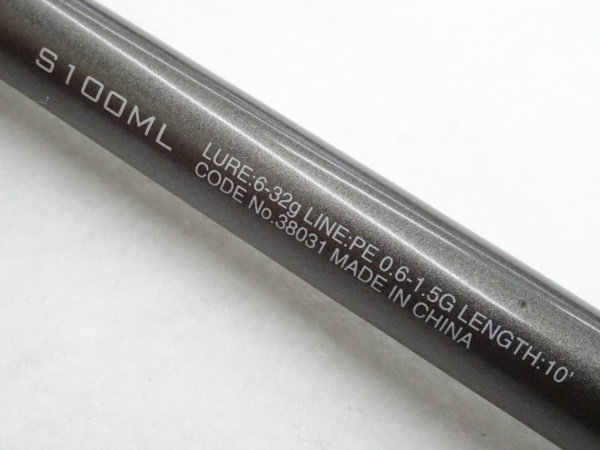 S100ML
LURE:6-32g LINE:PE 0.6-1.5G LENGTH:10'
CODE No.38031 MADE IN CHINA